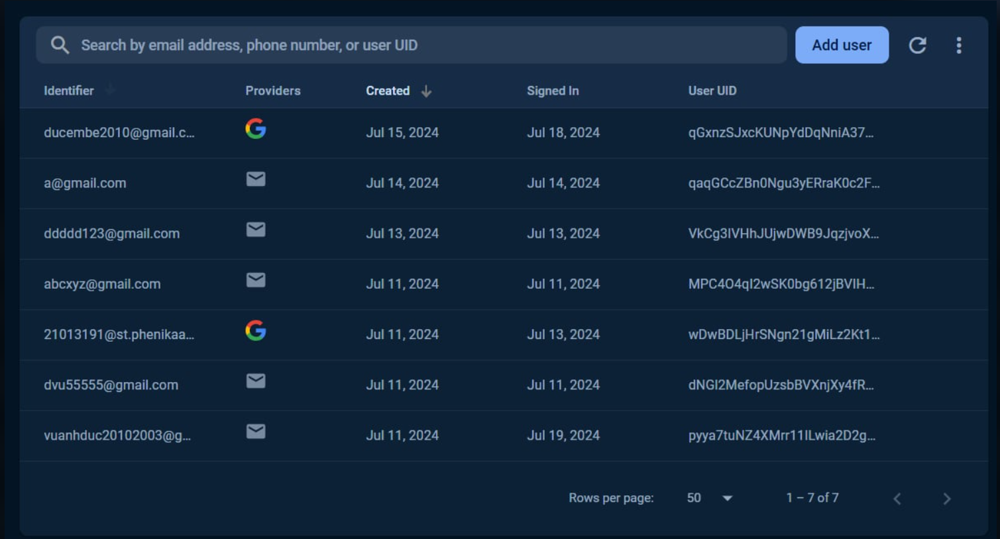 Search by email address, phone number, or user UID Add user
Identifier Providers Created Signed In User UID
ducembe2010@gmail.c... Jul 15, 2024 Jul 18, 2024 qGxnzSJxcKUNpYdDqNniA37...
a@gmail.com Jul 14, 2024 Jul 14, 2024 qaqGCcZBn0Ngu3yERraK0c2F...
ddddd123@gmail.com Jul 13, 2024 Jul 13, 2024 VkCg3IVHhJUjwDWB9JqzjvoX...
abcxyz@gmail.com Jul 11, 2024 Jul 11, 2024 MPC4O4qI2wSK0bg612jBVIH...
21013191@st.phenikaa... Jul 11, 2024 Jul 13, 2024 wDwBDLjHrSNgn21gMiLz2Kt1...
dvu55555@gmail.com Jul 11, 2024 Jul 11, 2024 dNGI2MefopUzsbBVXnjXy4fR...
vuanhduc20102003@g... Jul 11, 2024 Jul 19, 2024 pyya7tuNZ4XMrr11ILwia2D2g...
Rows per page: 50 1 – 7 of 7